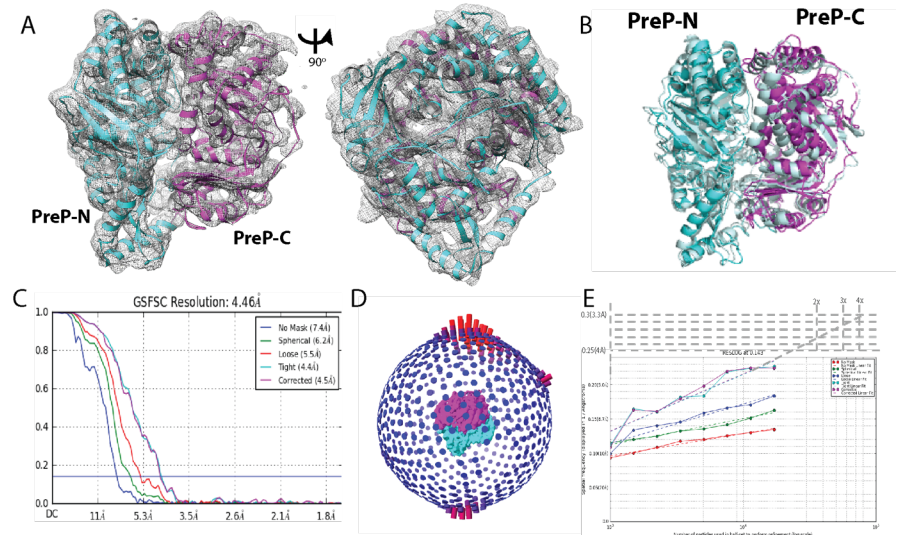 A
90°
PreP-N
PreP-C
B
PreP-N
PreP-C
C
GSFSC Resolution: 4.46Å
1.0
0.8
0.6
0.4
0.2
0.0
DC
11Å
5.3Å
3.5Å
2.6Å
2.1Å
1.8Å
No Mask (7.4Å)
Spherical (6.2Å)
Loose (5.5Å)
Tight (4.4Å)
Corrected (4.5Å)
D
E
2x
3x
4x
0.3(3.3Å)
0.25(4Å)